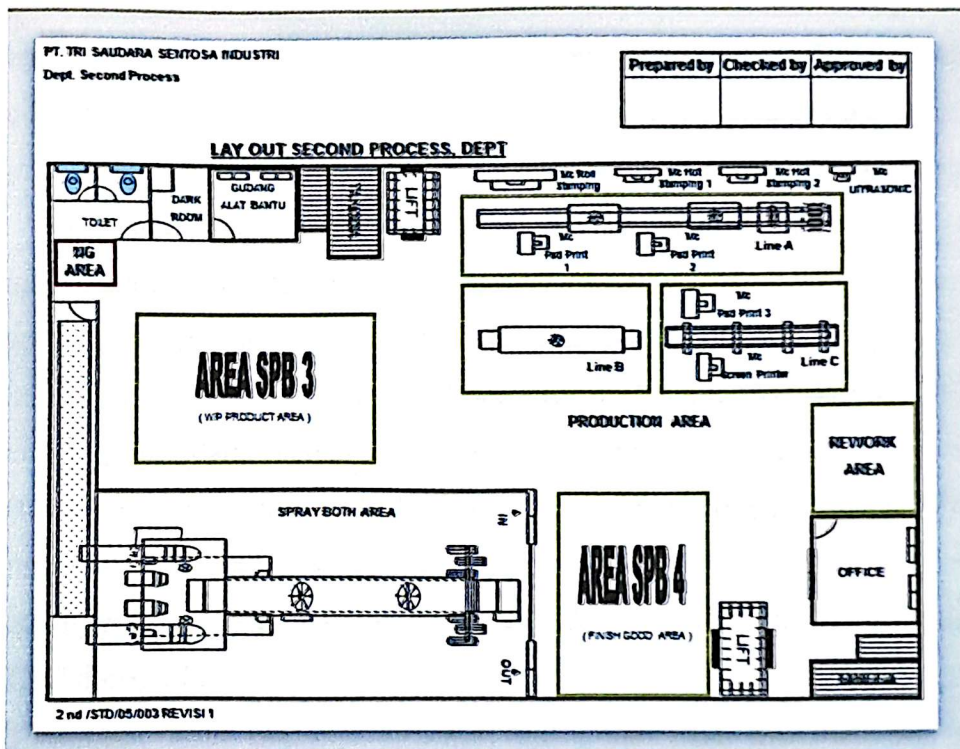 PT. TRI SAUDARA SENTOSA INDUSTRI
Dept. Second Process
Prepared by Checked by Approved by
LAY OUT SECOND PROCESS. DEPT
TOILET
DARK
ROOM
GUDANG
ALAT BANTU
TANGGA
LIFT
Mc Roll
Stamping
Mc Hot
Stamping 1
Mc Hot
Stamping 2
Mc
ULTRASONIC
Mc
Pad Print
1
Mc
Pad Print
2
Line A
NG
AREA
AREA SPB 3
( WIP PRODUCT AREA )
Line B
Mc
Pad Print 3
Mc
Screen Printer
Line C
PRODUCTION AREA
REWORK
AREA
SPRAY BOTH AREA
IN
OUT
AREA SPB 4
( FINISH GOOD AREA )
LIFT
OFFICE
2 nd /STD/05/003 REVISI 1